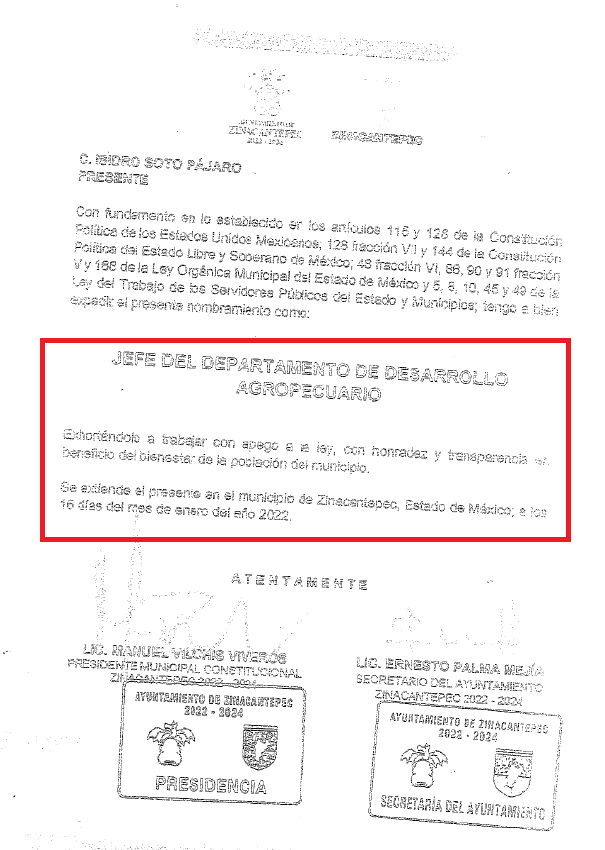 AYUNTAMIENTO DE
ZINACANTEPEC
2022 - 2024
ZINACANTEPEC
C. ISIDRO SOTO PÁJARO
PRESENTE
Con fundamento en lo establecido en los artículos 115 y 128 de la Constitución
Política de los Estados Unidos Mexicanos; 128 fracción VII y 144 de la Constitución
Política del Estado Libre y Soberano de México; 48 fracción VI, 86, 90 y 91 fracción
V y 168 de la Ley Orgánica Municipal del Estado de México y 5, 8, 10, 45 y 49 de la
Ley del Trabajo de los Servidores Públicos del Estado y Municipios; tengo a bien
expedir el presente nombramiento como:
JEFE DEL DEPARTAMENTO DE DESARROLLO
AGROPECUARIO
Exhortándolo a trabajar con apego a la ley, con honradez y transparencia en
beneficio del bienestar de la población del municipio.
Se extiende el presente en el municipio de Zinacantepec, Estado de México; a los
16 días del mes de enero del año 2022.
ATENTAMENTE
LIC. MANUEL VILCHIS VIVEROS
PRESIDENTE MUNICIPAL CONSTITUCIONAL
ZINACANTEPEC 2022 - 2024
AYUNTAMIENTO DE ZINACANTEPEC
2022 - 2024
PRESIDENCIA
LIC. ERNESTO PALMA MEJÍA
SECRETARIO DEL AYUNTAMIENTO
ZINACANTEPEC 2022 - 2024
AYUNTAMIENTO DE ZINACANTEPEC
2022 - 2024
SECRETARÍA DEL AYUNTAMIENTO